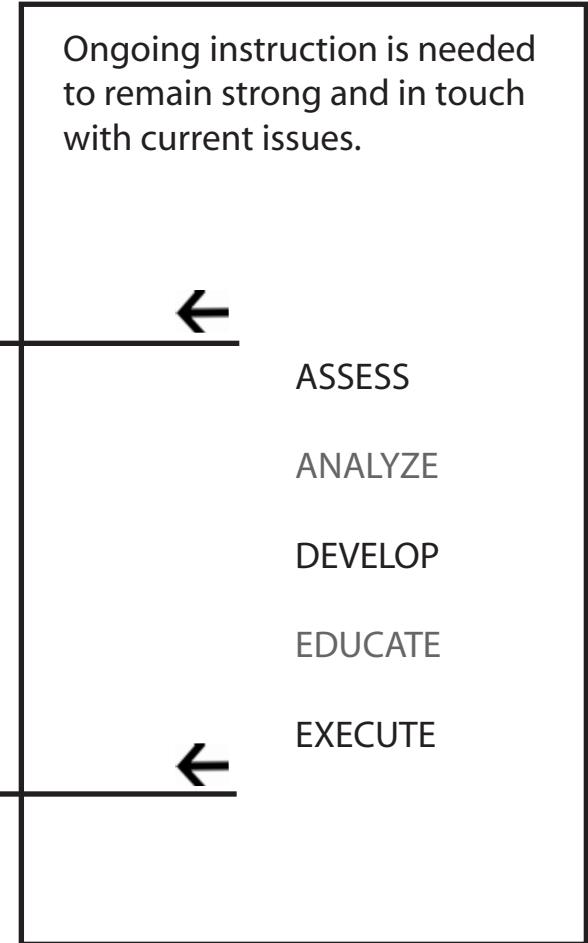 Ongoing instruction is needed
to remain strong and in touch
with current issues.
ASSESS
ANALYZE
DEVELOP
EDUCATE
EXECUTE